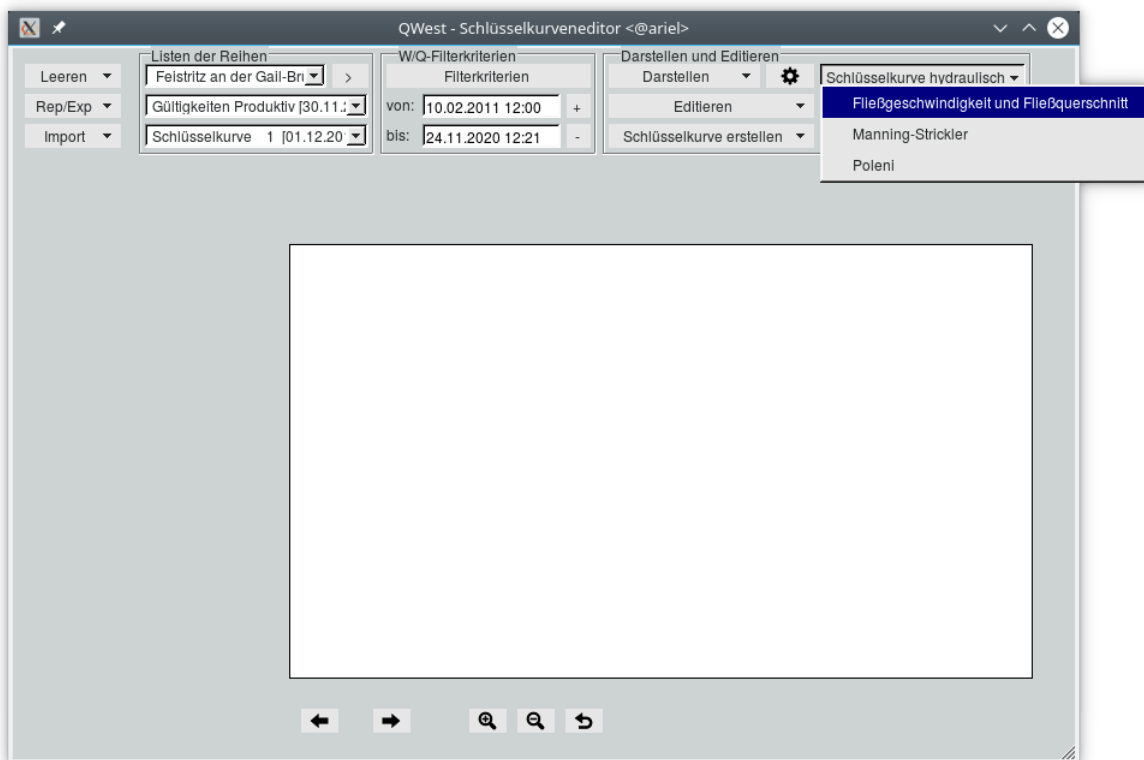 QWest - Schlüsselkurveneditor <@ariel>
Listen der Reihen
W/Q-Filterkriterien
Darstellen und Editieren
Leeren
Feistritz an der Gail-Brü
>
Filterkriterien
Darstellen
Schlüsselkurve hydraulisch
Rep/Exp
Gültigkeiten Produktiv [30.11.2
von: 10.02.2011 12:00 +
Editieren
Fließgeschwindigkeit und Fließquerschnitt
Import
Schlüsselkurve 1 [01.12.20
bis: 24.11.2020 12:21 -
Schlüsselkurve erstellen
Manning-Strickler
Poleni